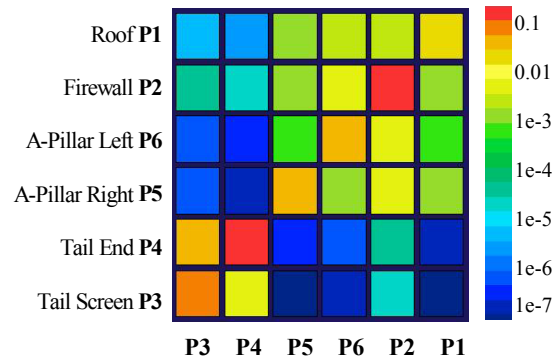 Roof P1
Firewall P2
A-Pillar Left P6
A-Pillar Right P5
Tail End P4
Tail Screen P3
P3 P4 P5 P6 P2 P1
0.1
0.01
1e-3
1e-4
1e-5
1e-6
1e-7